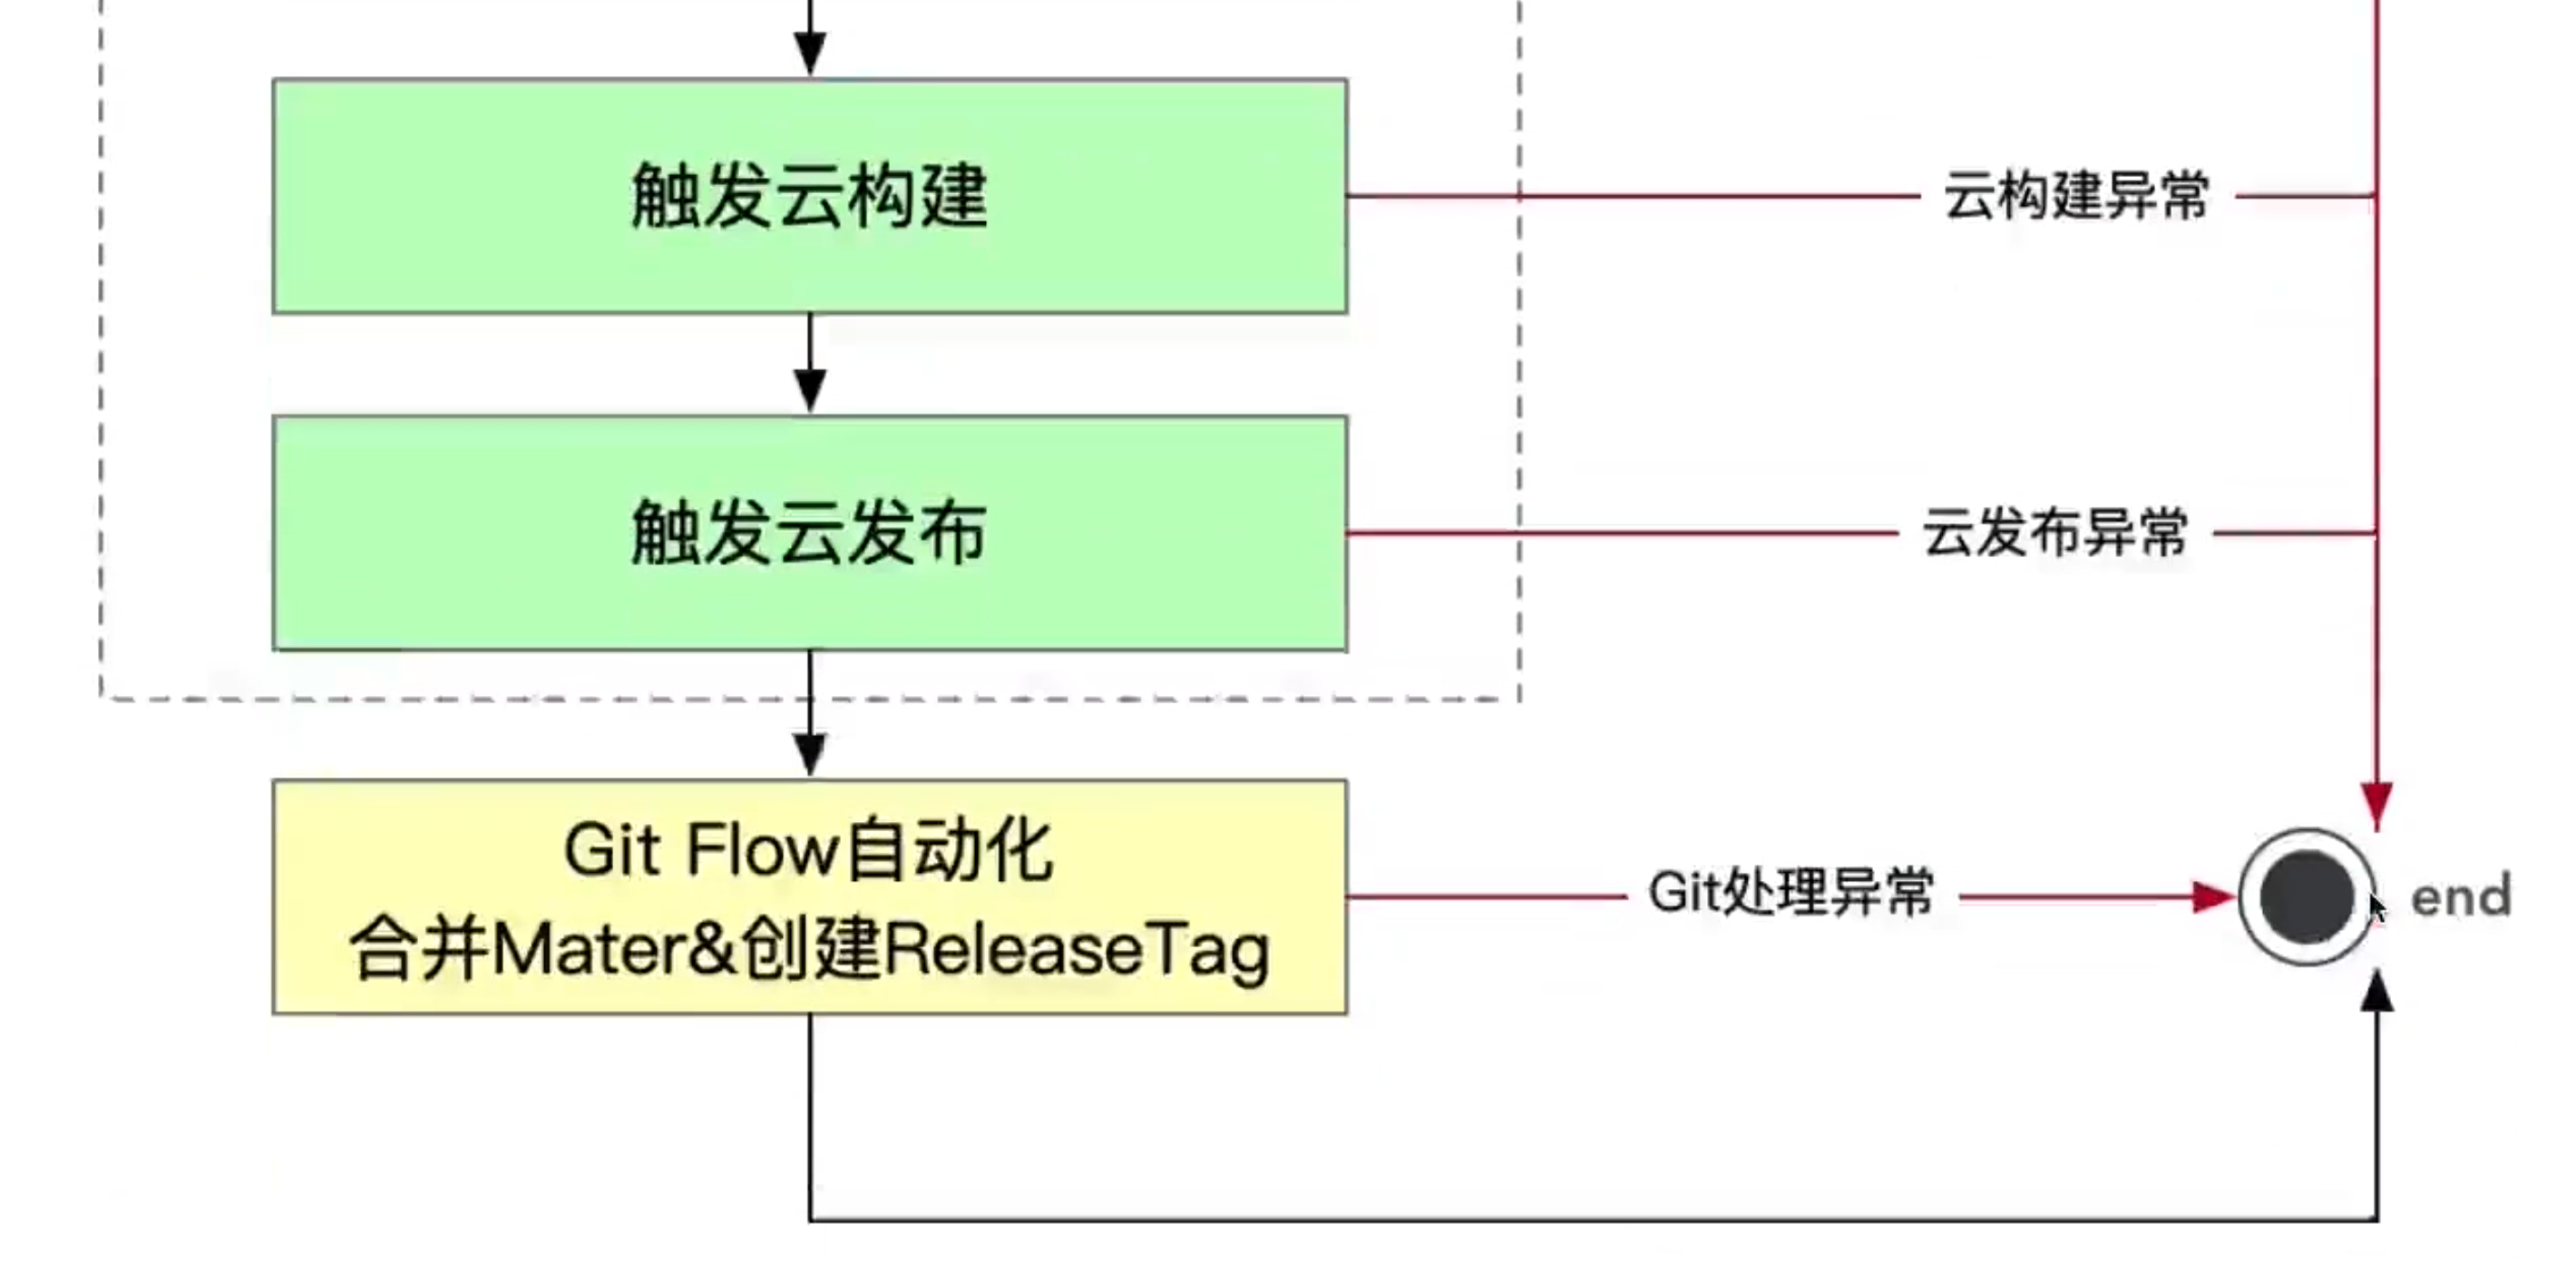 触发云构建
云构建异常
触发云发布
云发布异常
Git Flow自动化
合并Mater&创建ReleaseTag
Git处理异常
end